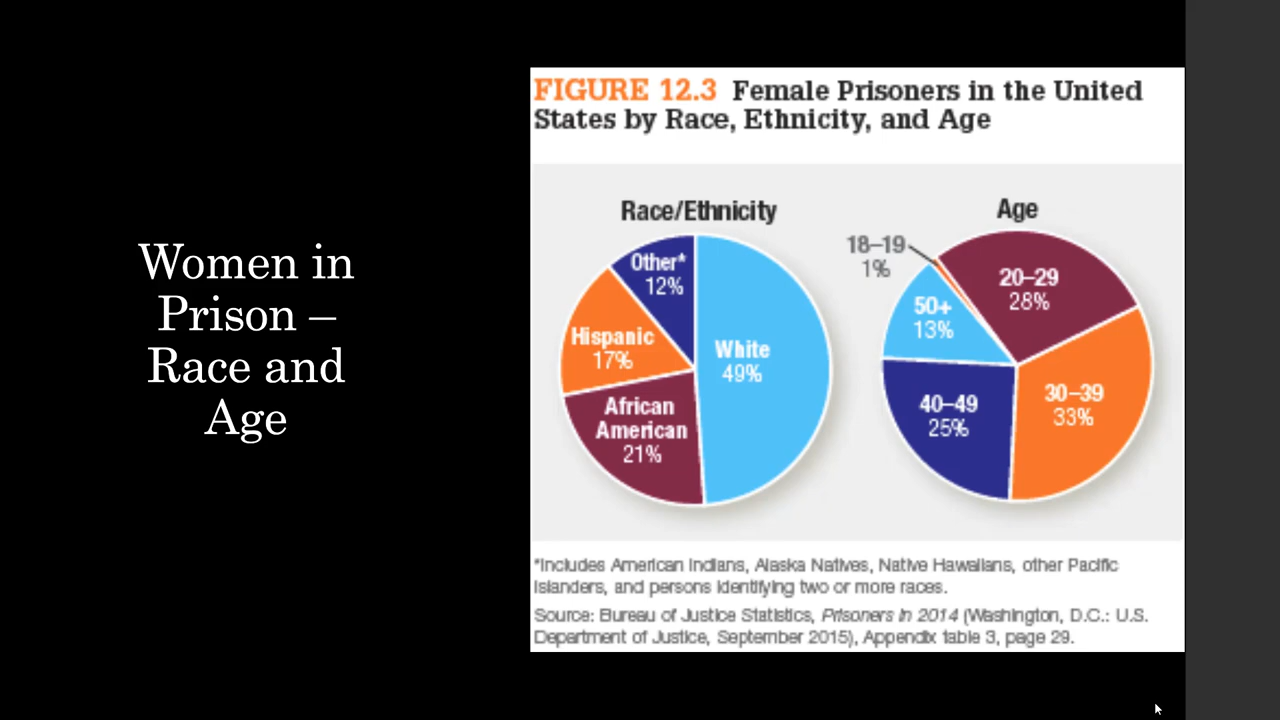 Women in
Prison –
Race and
Age
FIGURE 12.3 Female Prisoners in the United
States by Race, Ethnicity, and Age
Race/Ethnicity
Other*
12%
White
49%
Hispanic
17%
African
American
21%
Age
18–19
1%
20–29
28%
50+
13%
30–39
33%
40–49
25%
*Includes American Indians, Alaska Natives, Native Hawaiians, other Pacific
Islanders, and persons identifying two or more races.
Source: Bureau of Justice Statistics, Prisoners in 2014 (Washington, D.C.: U.S.
Department of Justice, September 2015), Appendix table 3, page 29.